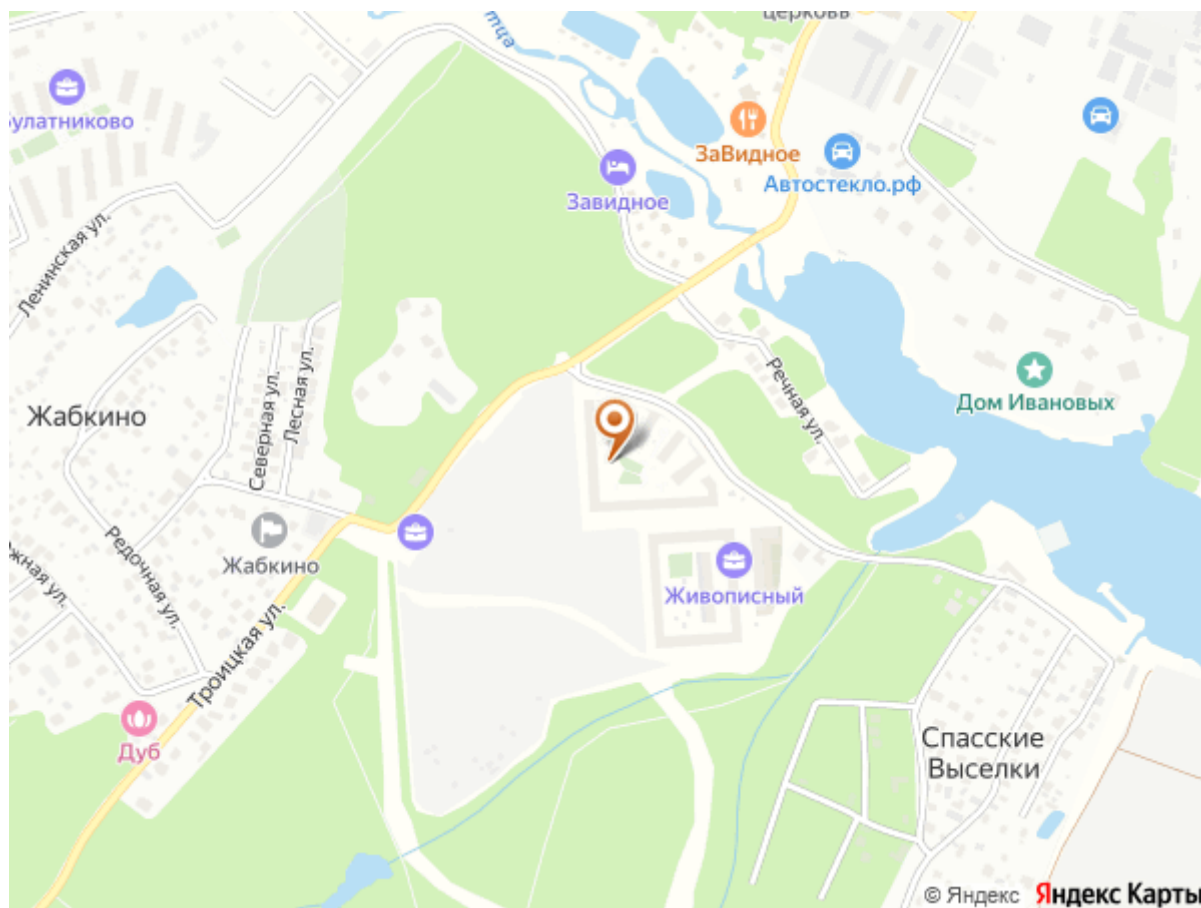 церковь
ЗаВидное
Автостекло.рф
Завидное
Ленинская ул.
Дом Ивановых
Речная ул.
Северная ул.
Лесная ул.
Жабкино
Жабкино
Редочная ул.
Живописный
Троицкая ул.
Дуб
Спасские
Выселки
© Яндекс Яндекс Карты